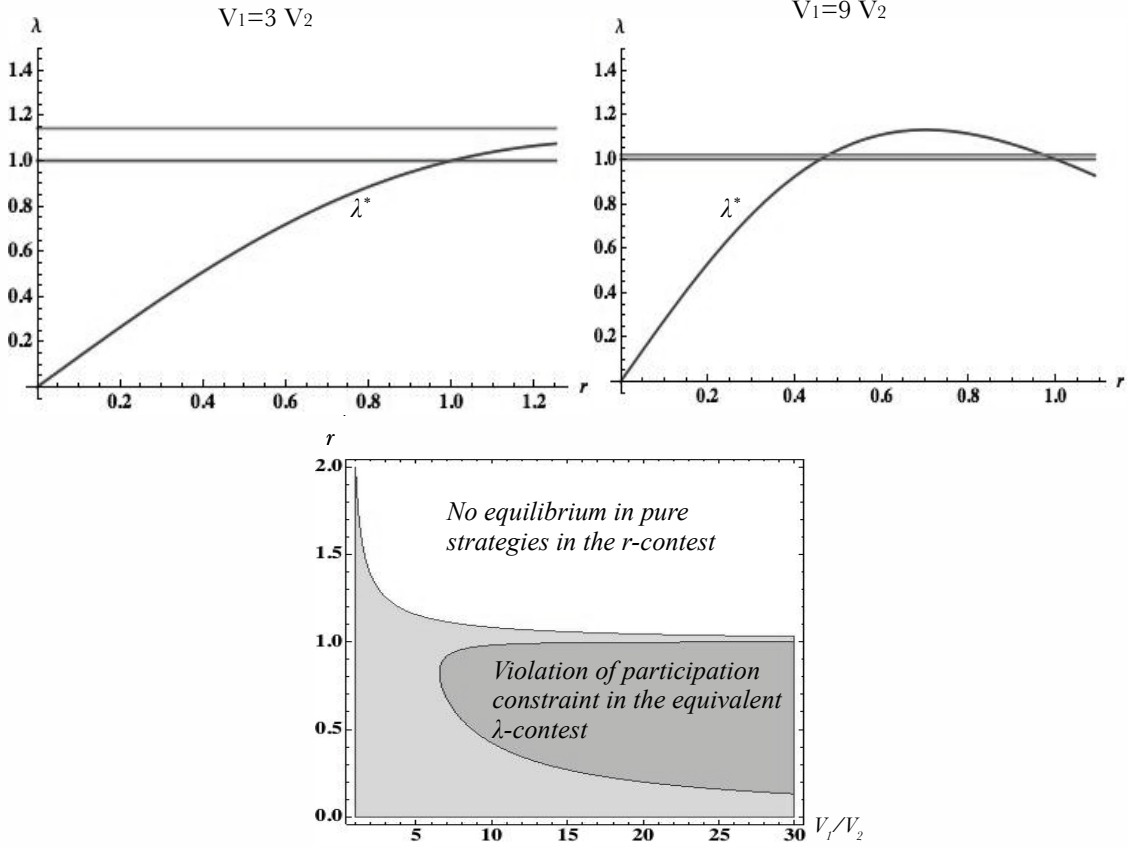 V1=3 V2
λ
1.4
1.2
1.0
0.8
0.6
0.4
0.2
λ*
0.2 0.4 0.6 0.8 1.0 1.2 r
V1=9 V2
λ
1.4
1.2
1.0
0.8
0.6
0.4
0.2
λ*
0.2 0.4 0.6 0.8 1.0 r
r
2.0
1.5
1.0
0.5
0.0
No equilibrium in pure
strategies in the r-contest
Violation of participation
constraint in the equivalent
λ-contest
5 10 15 20 25 30 V1/V2